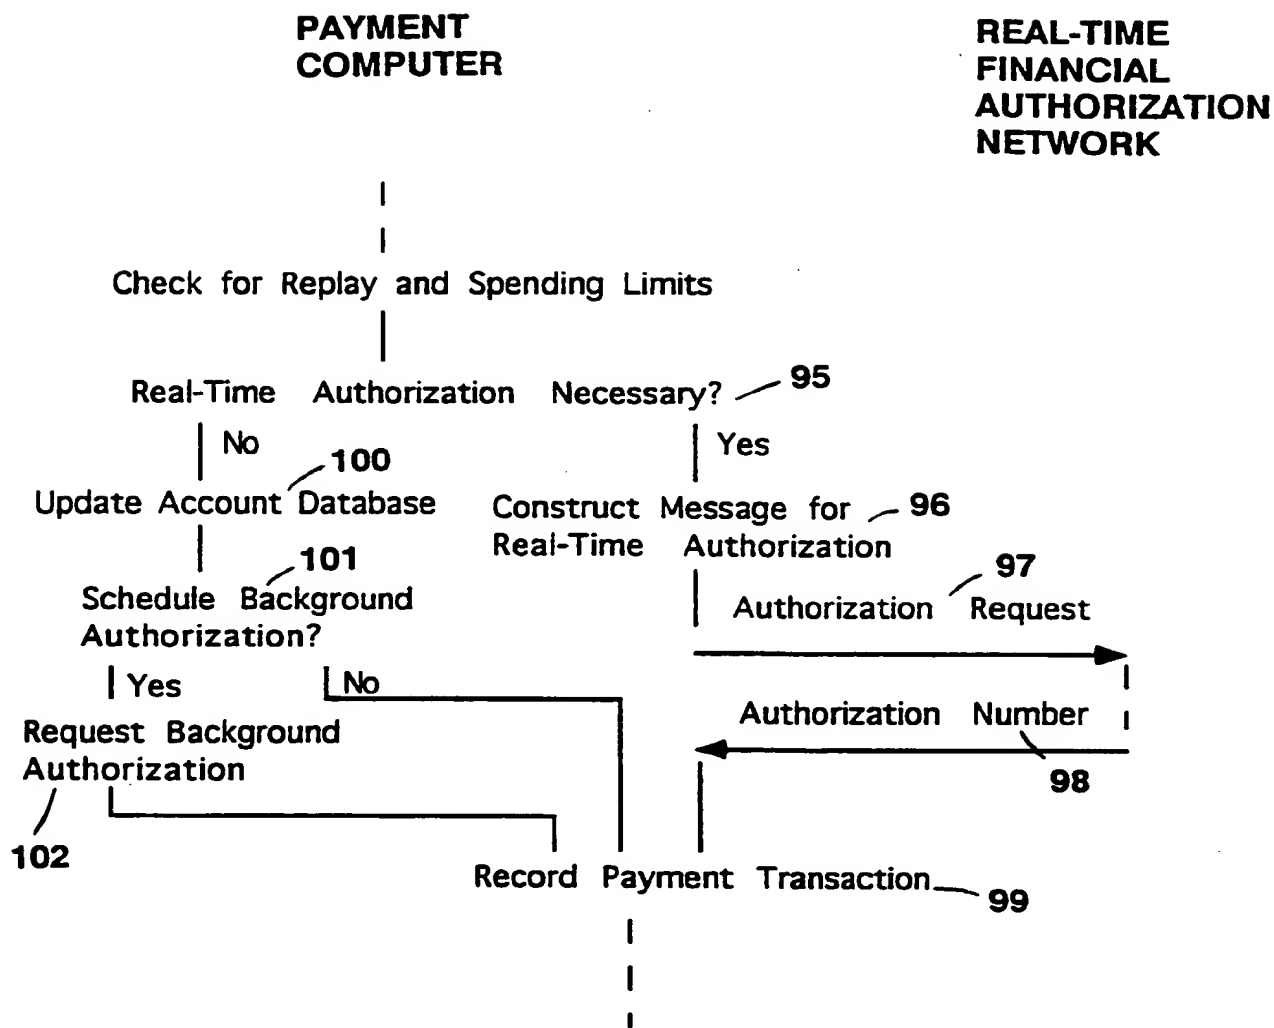 PAYMENT
COMPUTER
REAL-TIME
FINANCIAL
AUTHORIZATION
NETWORK
Check for Replay and Spending Limits
Real-Time Authorization Necessary?
95
No
Yes
100
Update Account Database
Construct Message for
Real-Time Authorization
96
101
Schedule Background
Authorization?
97
Authorization Request
Yes
No
Authorization Number
98
Request Background
Authorization
102
Record Payment Transaction
99